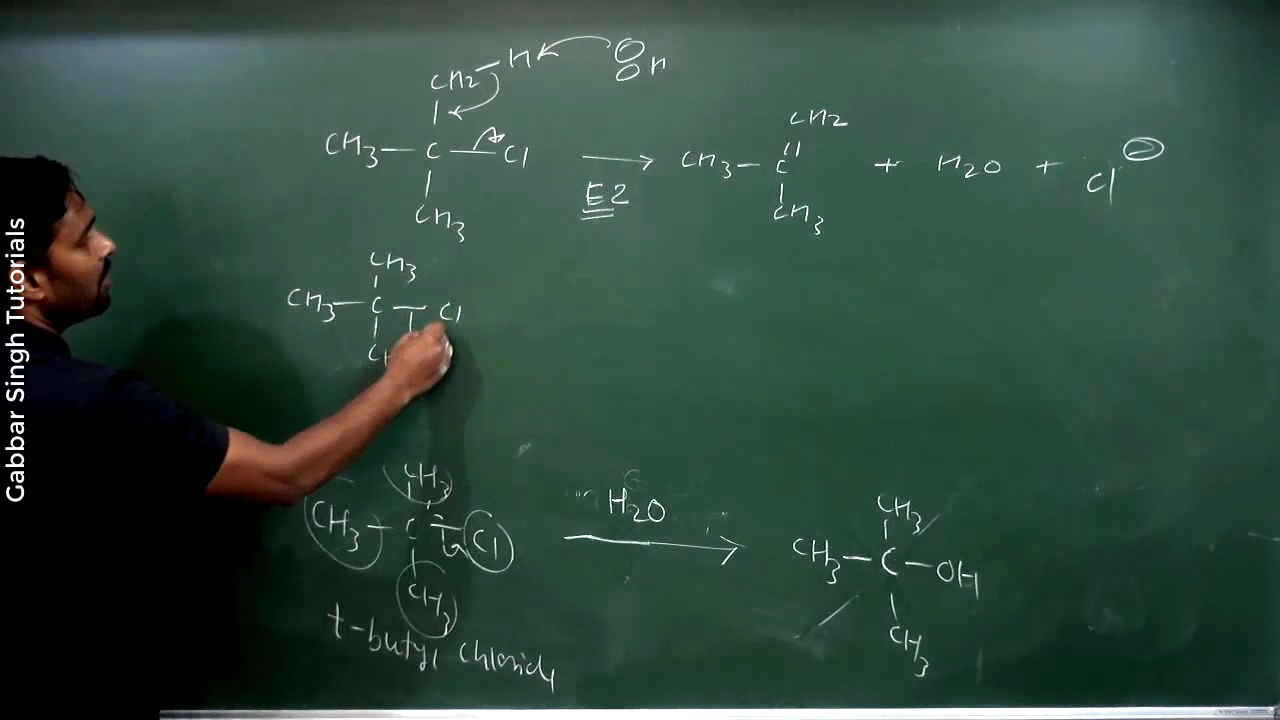 CH2 — H ⊖OH
CH3 — C — Cl → CH3 — C + H2O + Cl⊖
CH2
E2
CH3
CH3
CH3
CH3 — C — Cl
CH3
CH3 — C — Cl
H2O
CH3
CH3 — C — OH
CH3
CH3
t-butyl chloride
Gabbar Singh Tutorials